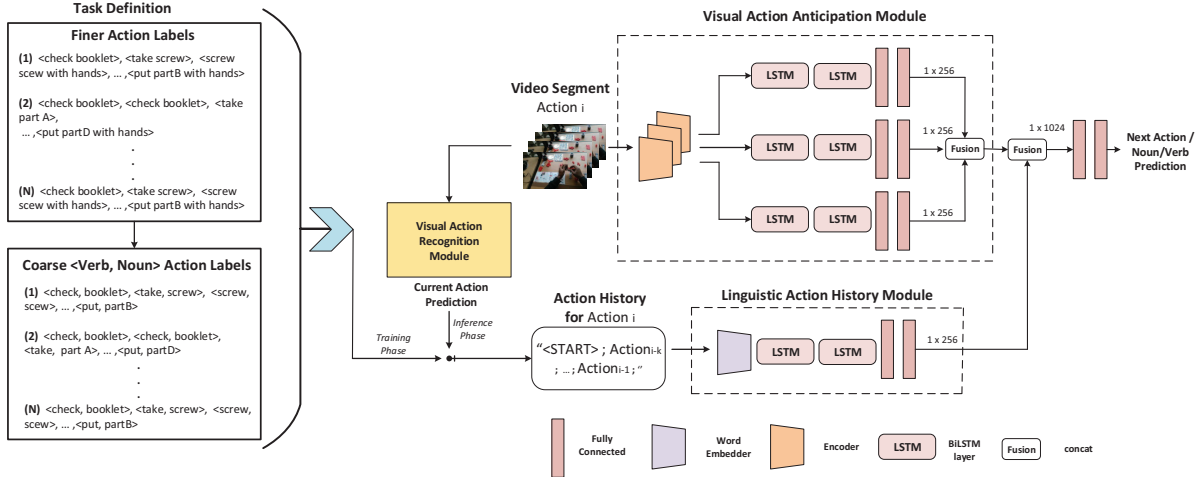 Task Definition
Finer Action Labels
(1) <check booklet>, <take screw>, <screw
scew with hands>, ... ,<put partB with hands>
(2) <check booklet>, <check booklet>, <take
part A>,
... ,<put partD with hands>
.
.
.
(N) <check booklet>, <take screw>, <screw
scew with hands>, ... ,<put partB with hands>
Coarse <Verb, Noun> Action Labels
(1) <check, booklet>, <take, screw>, <screw,
scew>, ... ,<put, partB>
(2) <check, booklet>, <check, booklet>,
<take, part A>, ... ,<put, partD>
.
.
.
(N) <check, booklet>, <take, screw>, <screw,
scew>, ... ,<put, partB>
Training
Phase
Video Segment
Action i
Visual Action
Recognition
Module
Current Action
Prediction
Inference
Phase
Action History
for Action i
"<START> ; Actioni-k
; ... ; Actioni-1 ; "
Visual Action Anticipation Module
LSTM
LSTM
1 x 256
LSTM
LSTM
1 x 256
Fusion
LSTM
LSTM
1 x 256
Fusion
1 x 1024
Next Action /
Noun/Verb
Prediction
Linguistic Action History Module
LSTM
LSTM
1 x 256
Fully
Connected
Word
Embedder
Encoder
LSTM
BiLSTM
layer
Fusion
concat